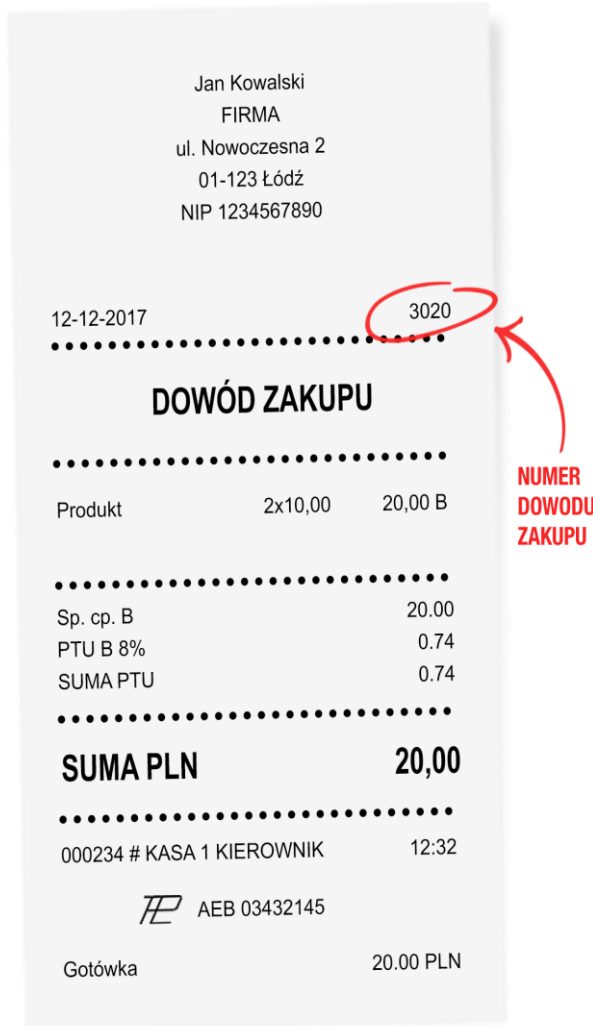 Jan Kowalski
FIRMA
ul. Nowoczesna 2
01-123 Łódź
NIP 1234567890
12-12-2017 3020
DOWÓD ZAKUPU
NUMER
DOWODU
ZAKUPU
Produkt 2x10,00 20,00 B
Sp. cp. B 20.00
PTU B 8% 0.74
SUMA PTU 0.74
SUMA PLN 20,00
000234 # KASA 1 KIEROWNIK 12:32
AEB 03432145
Gotówka 20.00 PLN